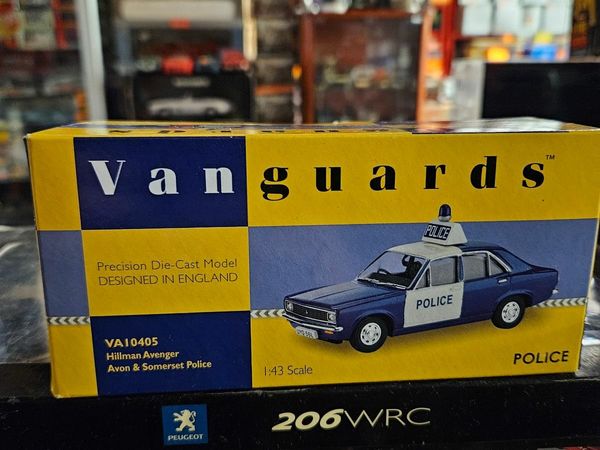 Vanguards™
Precision Die-Cast Model
DESIGNED IN ENGLAND
POLICE
POLICE
VA10405
Hillman Avenger
Avon & Somerset Police
1:43 Scale
POLICE
PEUGEOT
206WRC